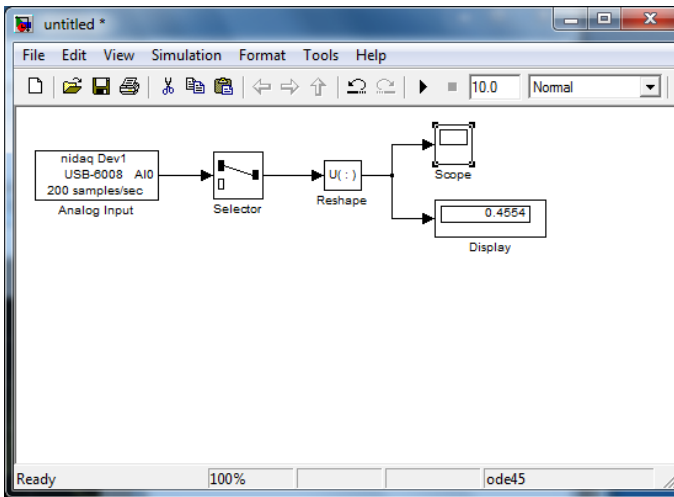 untitled *
File Edit View Simulation Format Tools Help
10.0 Normal
nidaq Dev1
USB-6008 AI0
200 samples/sec
Analog Input
Selector
U( : )
Reshape
Scope
0.4554
Display
Ready 100% ode45